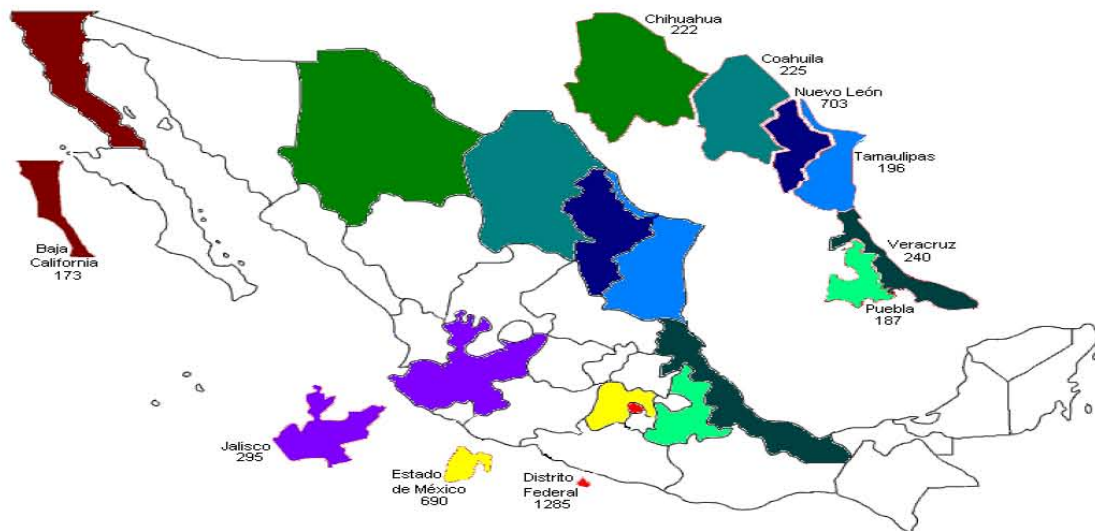 Chihuahua
222
Coahuila
225
Nuevo León
703
Tamaulipas
196
Veracruz
240
Puebla
187
Baja
California
173
Jalisco
295
Estado
de México
690
Distrito
Federal
1285